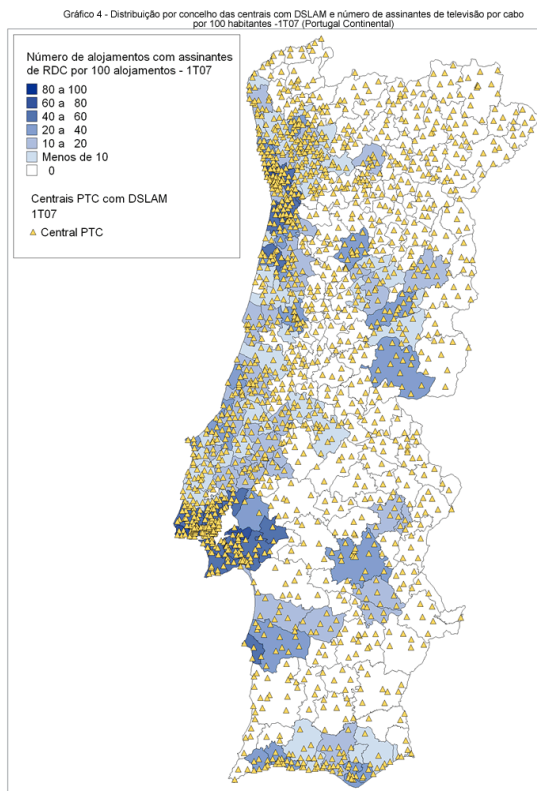 Gráfico 4 - Distribuição por concelho das centrais com DSLAM e número de assinantes de televisão por cabo
por 100 habitantes -1T07 (Portugal Continental)
Número de alojamentos com assinantes
de RDC por 100 alojamentos - 1T07
80 a 100
60 a 80
40 a 60
20 a 40
10 a 20
Menos de 10
0
Centrais PTC com DSLAM
1T07
Central PTC